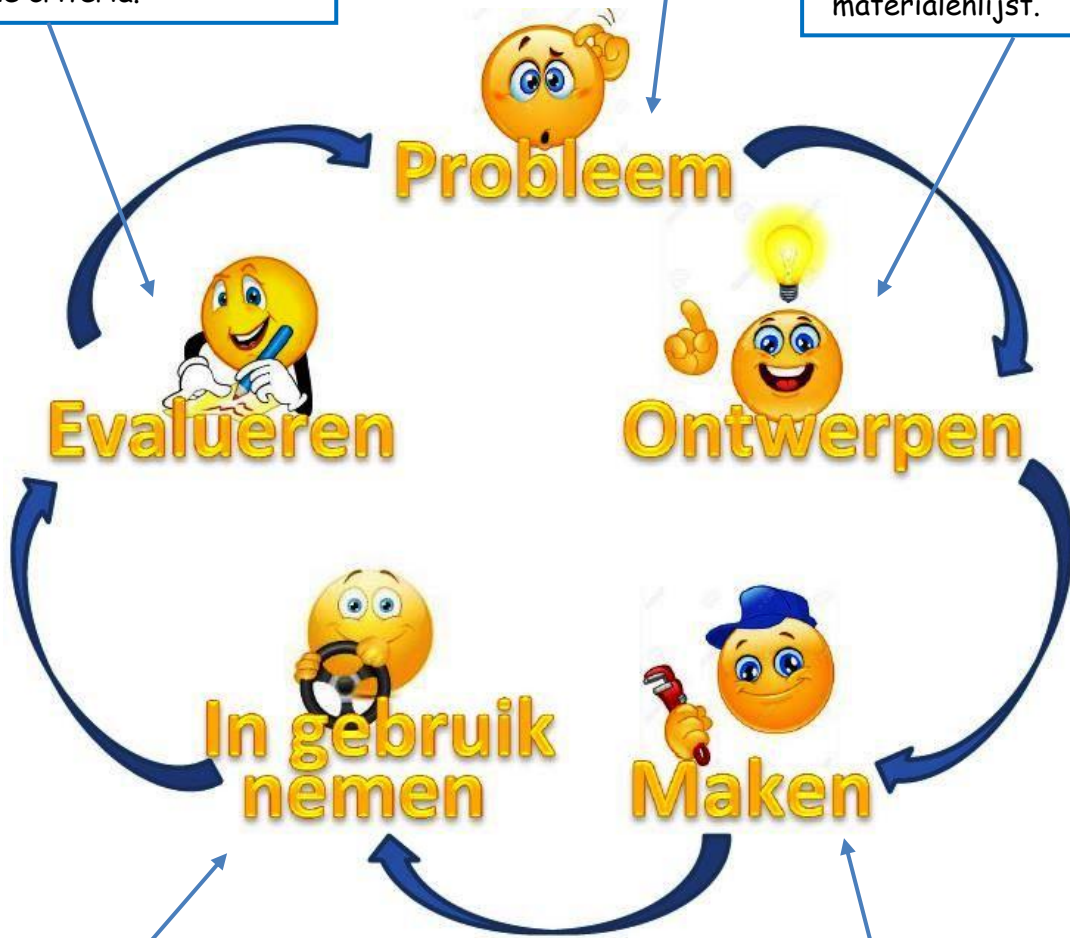 criteria.
materialenlijst.
Probleem
Evalueren
Ontwerpen
In gebruik
nemen
Maken